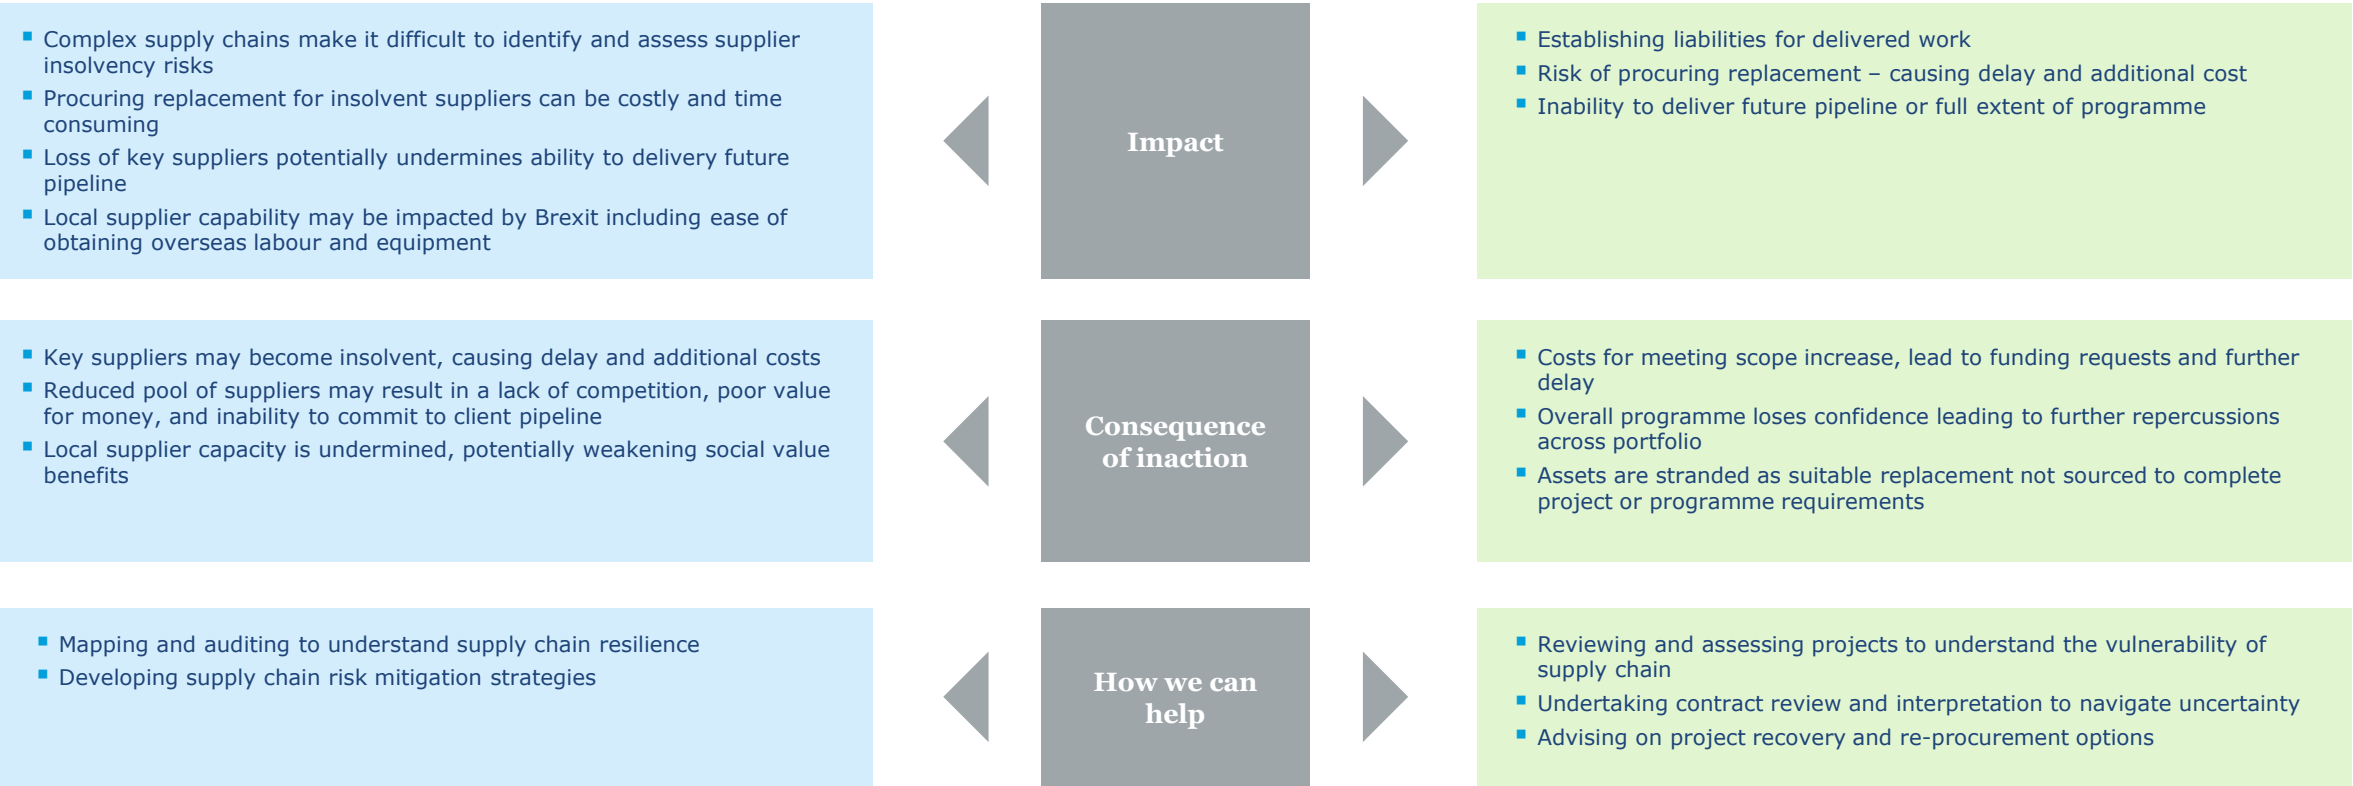 ▪ Complex supply chains make it difficult to identify and assess supplier
insolvency risks
▪ Procuring replacement for insolvent suppliers can be costly and time
consuming
▪ Loss of key suppliers potentially undermines ability to delivery future
pipeline
▪ Local supplier capability may be impacted by Brexit including ease of
obtaining overseas labour and equipment
Impact
▪ Establishing liabilities for delivered work
▪ Risk of procuring replacement – causing delay and additional cost
▪ Inability to deliver future pipeline or full extent of programme
▪ Key suppliers may become insolvent, causing delay and additional costs
▪ Reduced pool of suppliers may result in a lack of competition, poor value
for money, and inability to commit to client pipeline
▪ Local supplier capacity is undermined, potentially weakening social value
benefits
Consequence
of inaction
▪ Costs for meeting scope increase, lead to funding requests and further
delay
▪ Overall programme loses confidence leading to further repercussions
across portfolio
▪ Assets are stranded as suitable replacement not sourced to complete
project or programme requirements
▪ Mapping and auditing to understand supply chain resilience
▪ Developing supply chain risk mitigation strategies
How we can
help
▪ Reviewing and assessing projects to understand the vulnerability of
supply chain
▪ Undertaking contract review and interpretation to navigate uncertainty
▪ Advising on project recovery and re-procurement options